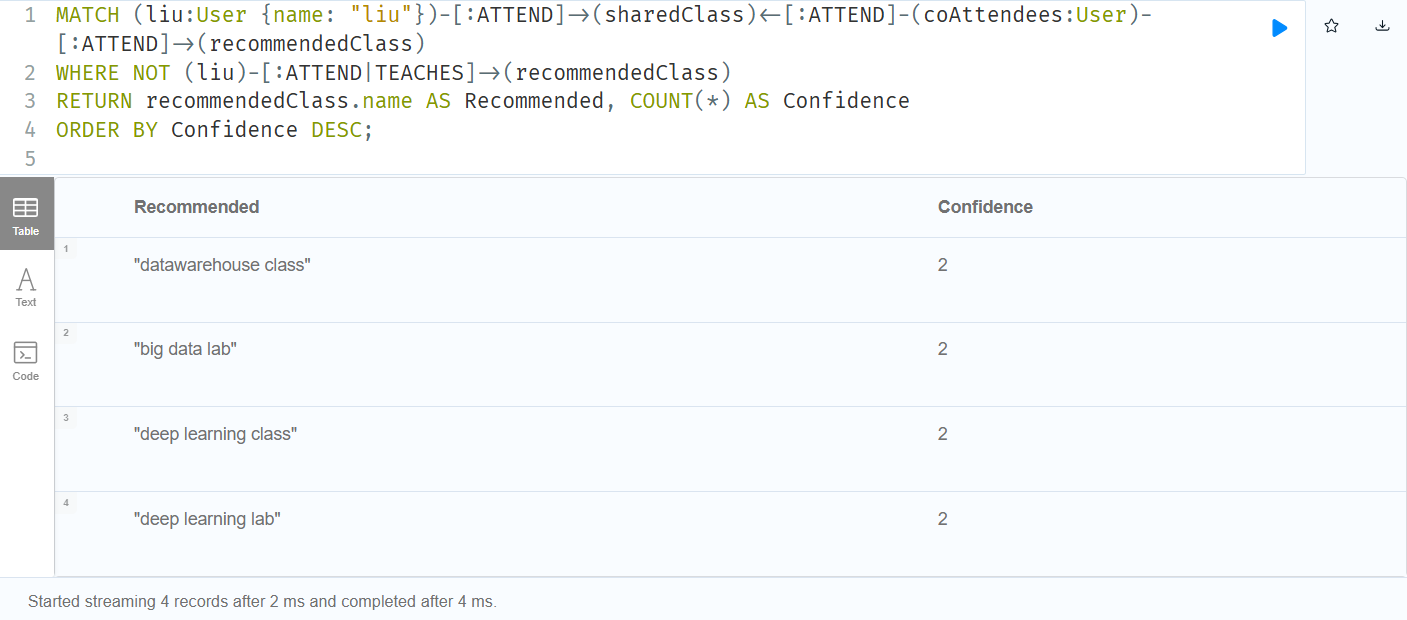 1 MATCH (liu:User {name: "liu"})-[:ATTEND]→(sharedClass)←[:ATTEND]-(coAttendees:User)-
[:ATTEND]→(recommendedClass)
2 WHERE NOT (liu)-[:ATTEND|TEACHES]→(recommendedClass)
3 RETURN recommendedClass.name AS Recommended, COUNT(*) AS Confidence
4 ORDER BY Confidence DESC;
5
Table
Text
Code
Recommended Confidence
1 "datawarehouse class" 2
2 "big data lab" 2
3 "deep learning class" 2
4 "deep learning lab" 2
Started streaming 4 records after 2 ms and completed after 4 ms.